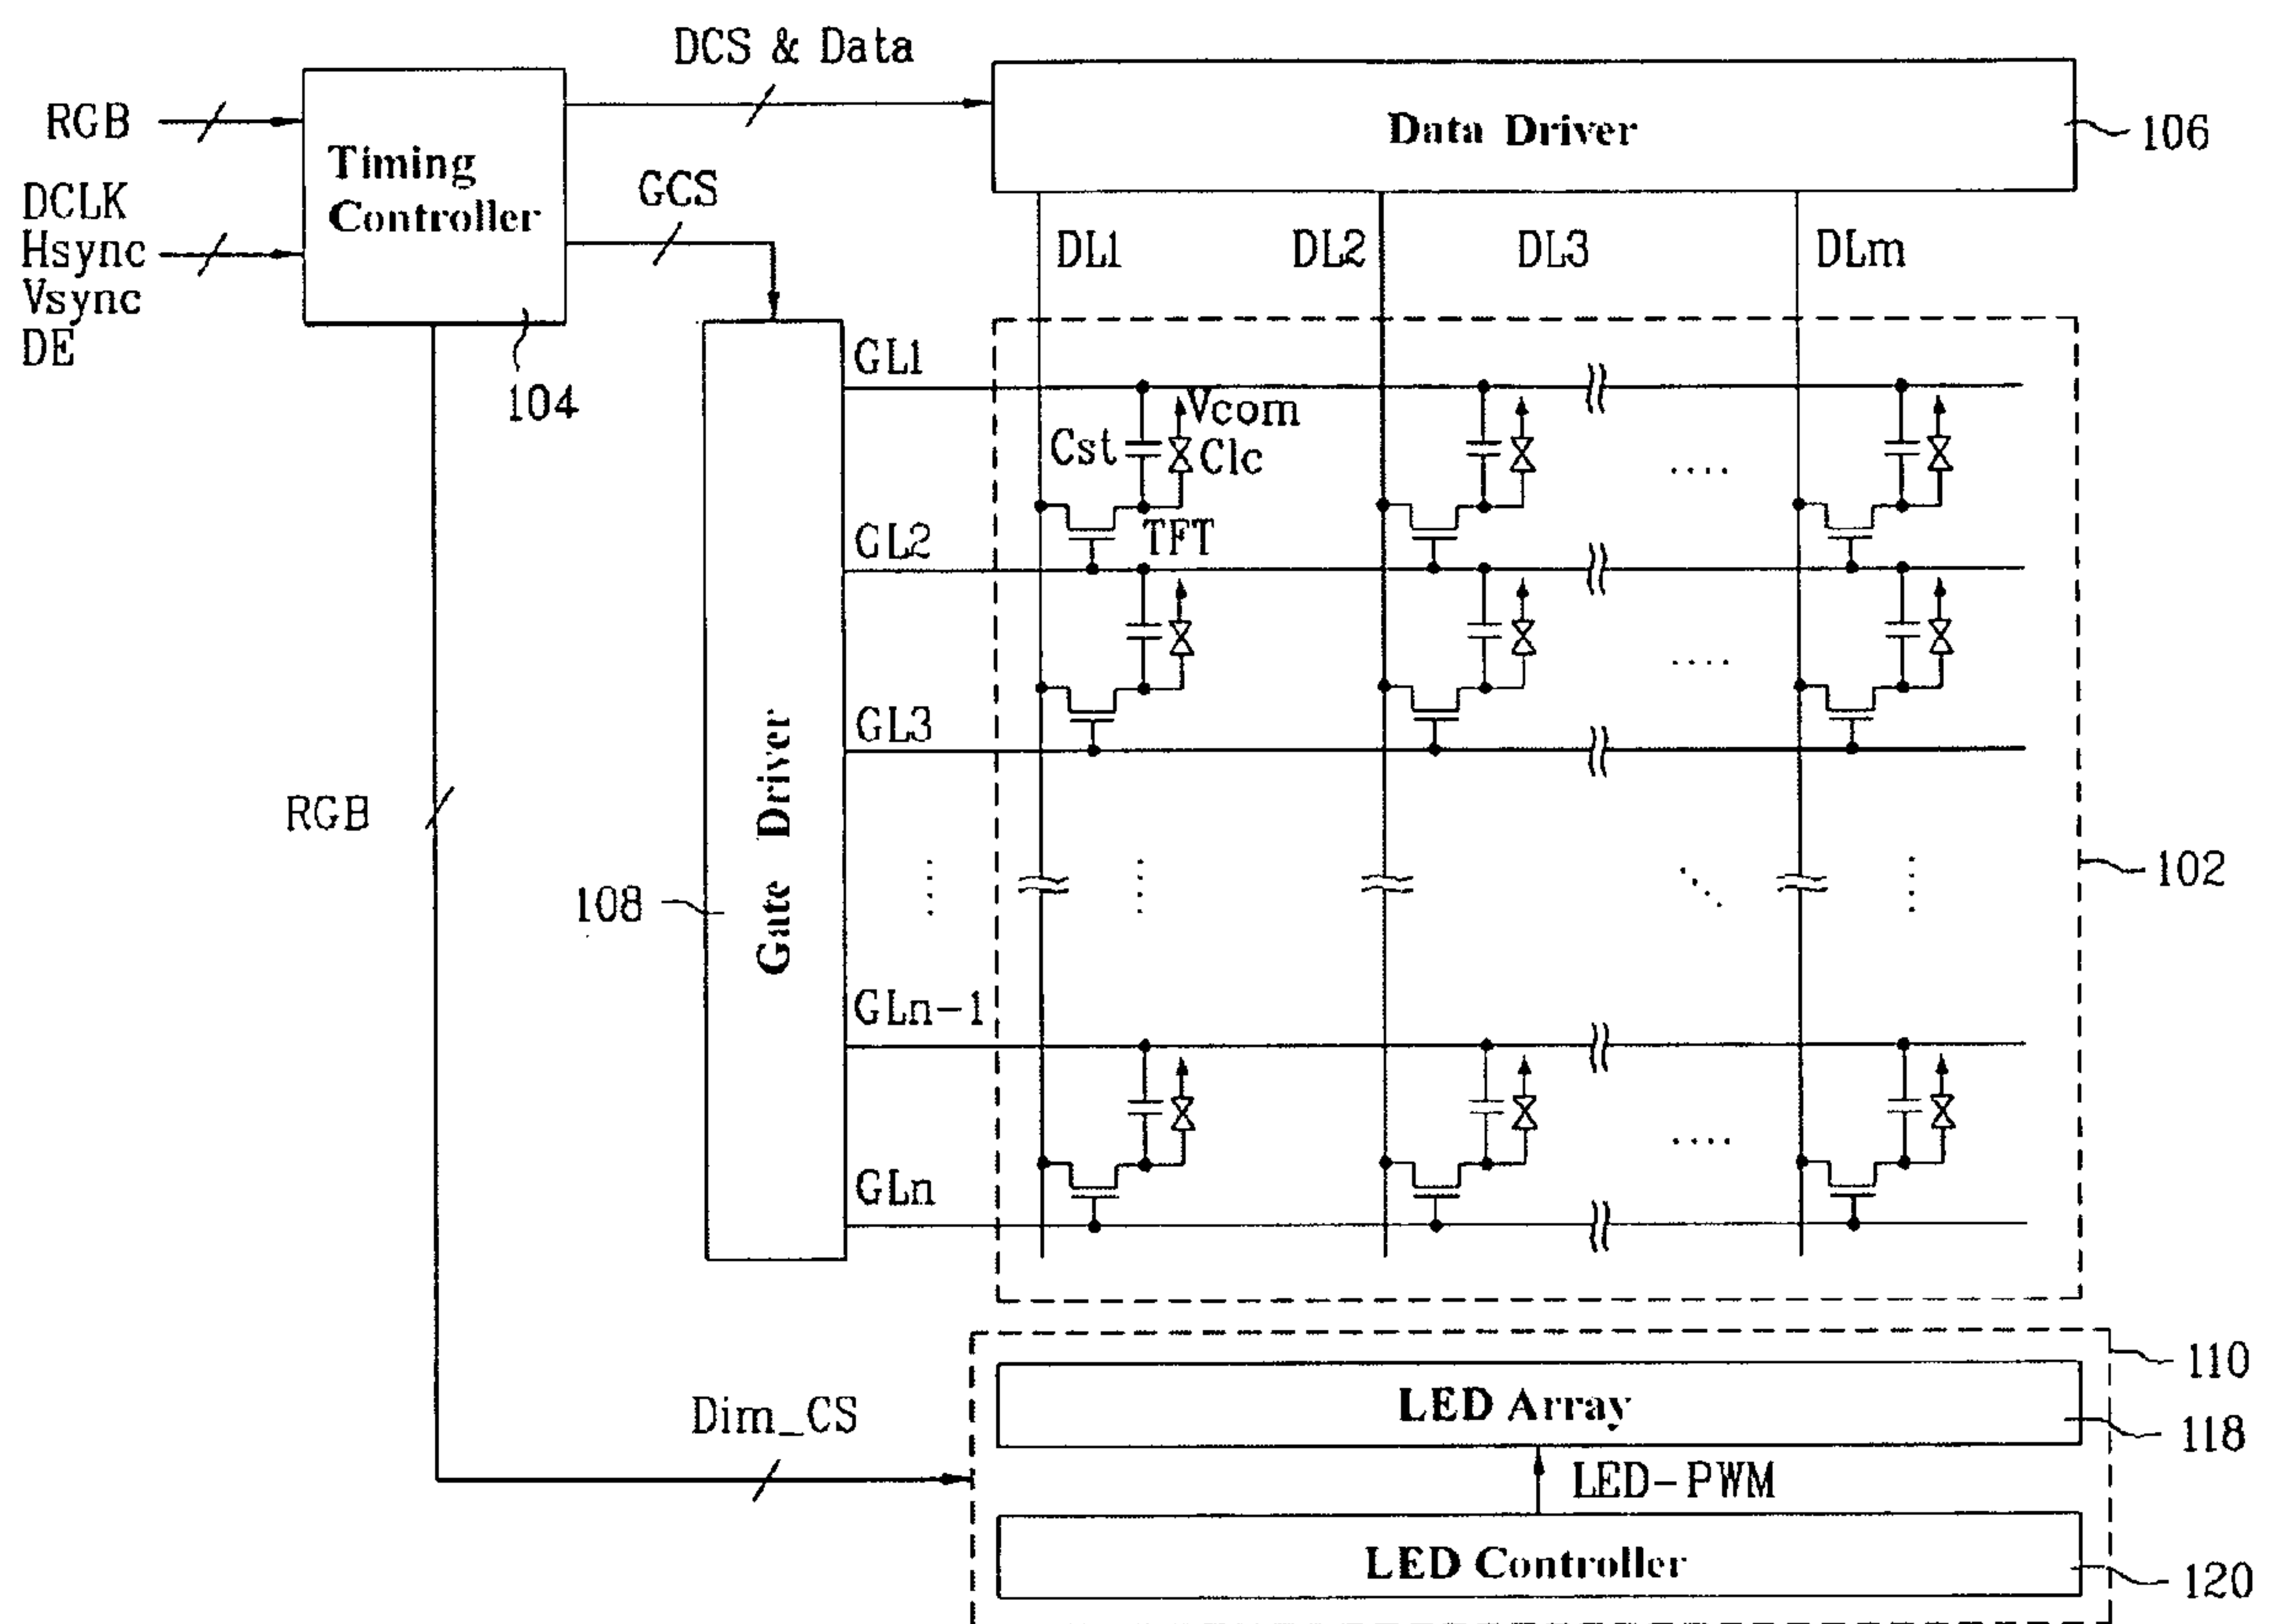 DCS & Data
RGB
Timing
Controller
Data Driver
106
DCLK
Hsync
Vsync
DE
GCS
DL1
DL2
DL3
DLm
104
GL1
Vcom
Cst
Clc
TFT
GL2
GL3
Gate Driver
RGB
108
102
GLn-1
GLn
110
Dim_CS
LED Array
118
LED-PWM
LED Controller
120